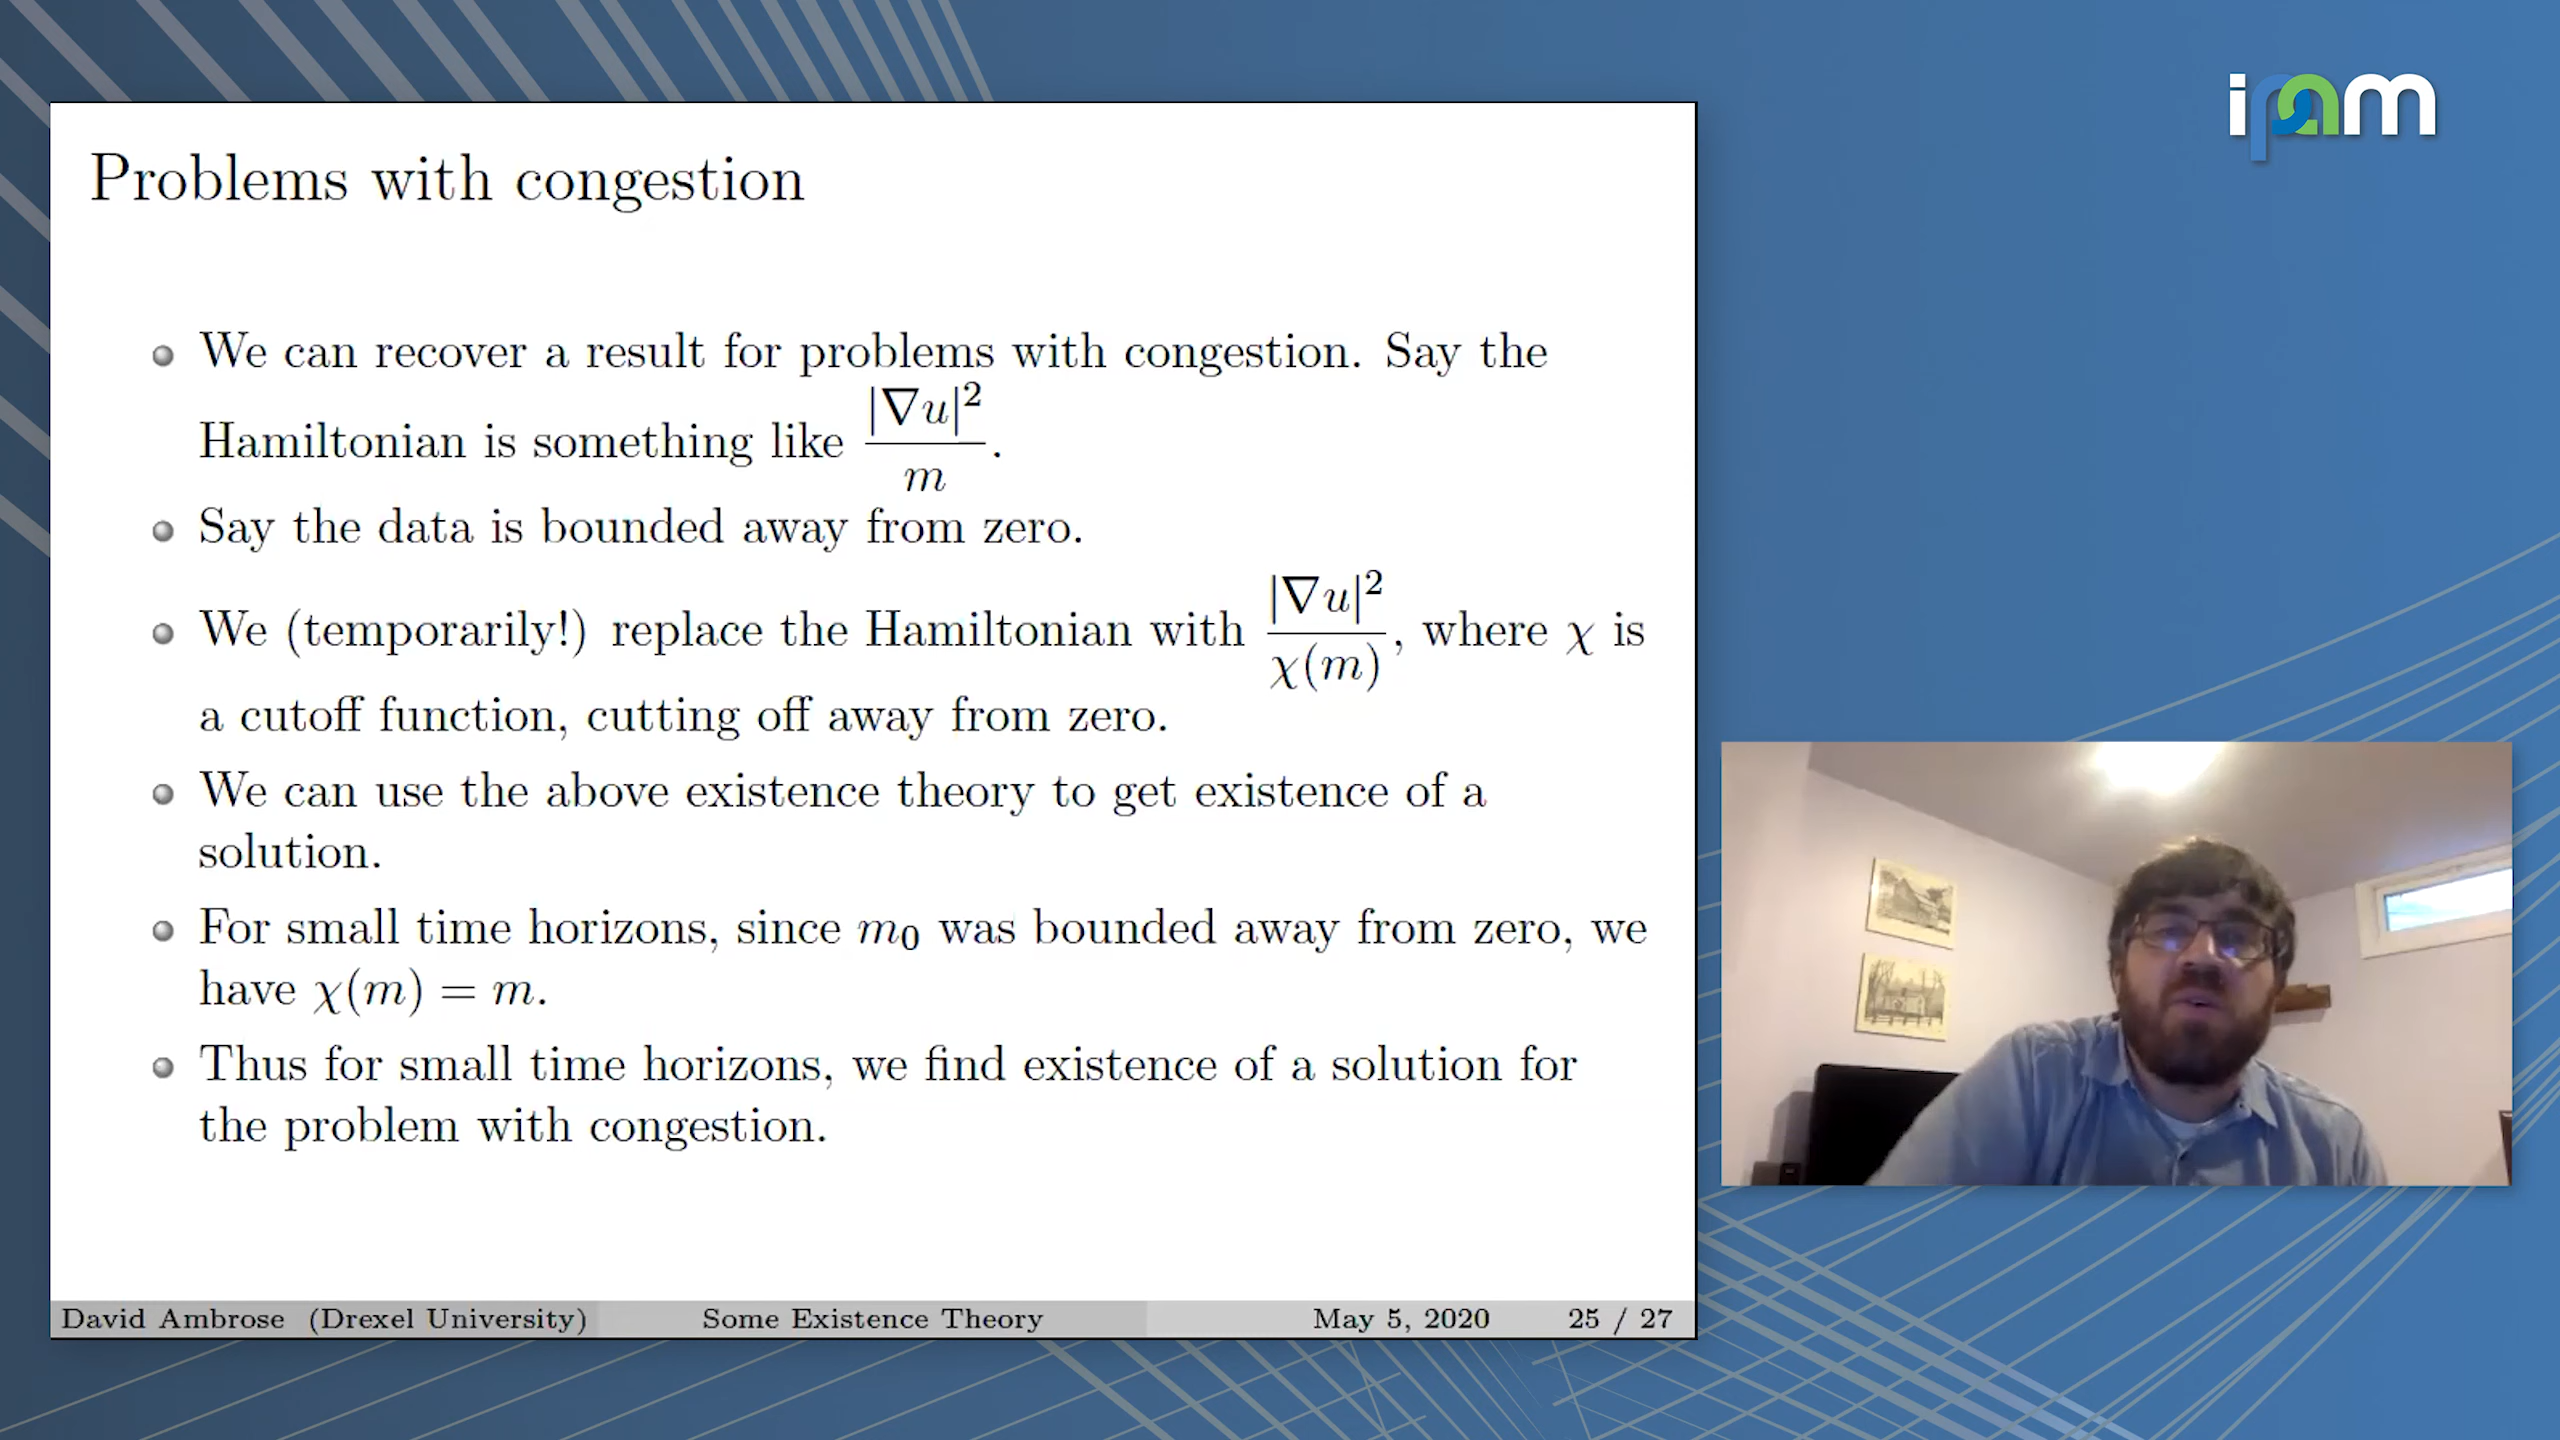 ipam
Problems with congestion
We can recover a result for problems with congestion. Say the
Hamiltonian is something like |∇u|²/m.
Say the data is bounded away from zero.
We (temporarily!) replace the Hamiltonian with |∇u|²/χ(m), where χ is
a cutoff function, cutting off away from zero.
We can use the above existence theory to get existence of a
solution.
For small time horizons, since m₀ was bounded away from zero, we
have χ(m) = m.
Thus for small time horizons, we find existence of a solution for
the problem with congestion.
David Ambrose (Drexel University) Some Existence Theory May 5, 2020 25 / 27